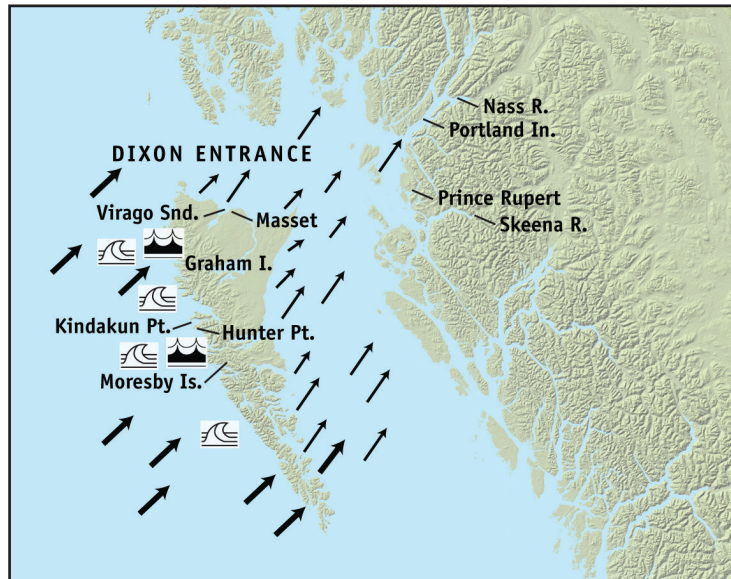 Nass R.
Portland In.
DIXON ENTRANCE
Prince Rupert
Virago Snd.
Masset
Skeena R.
Graham I.
Kindakun Pt.
Hunter Pt.
Moresby Is.